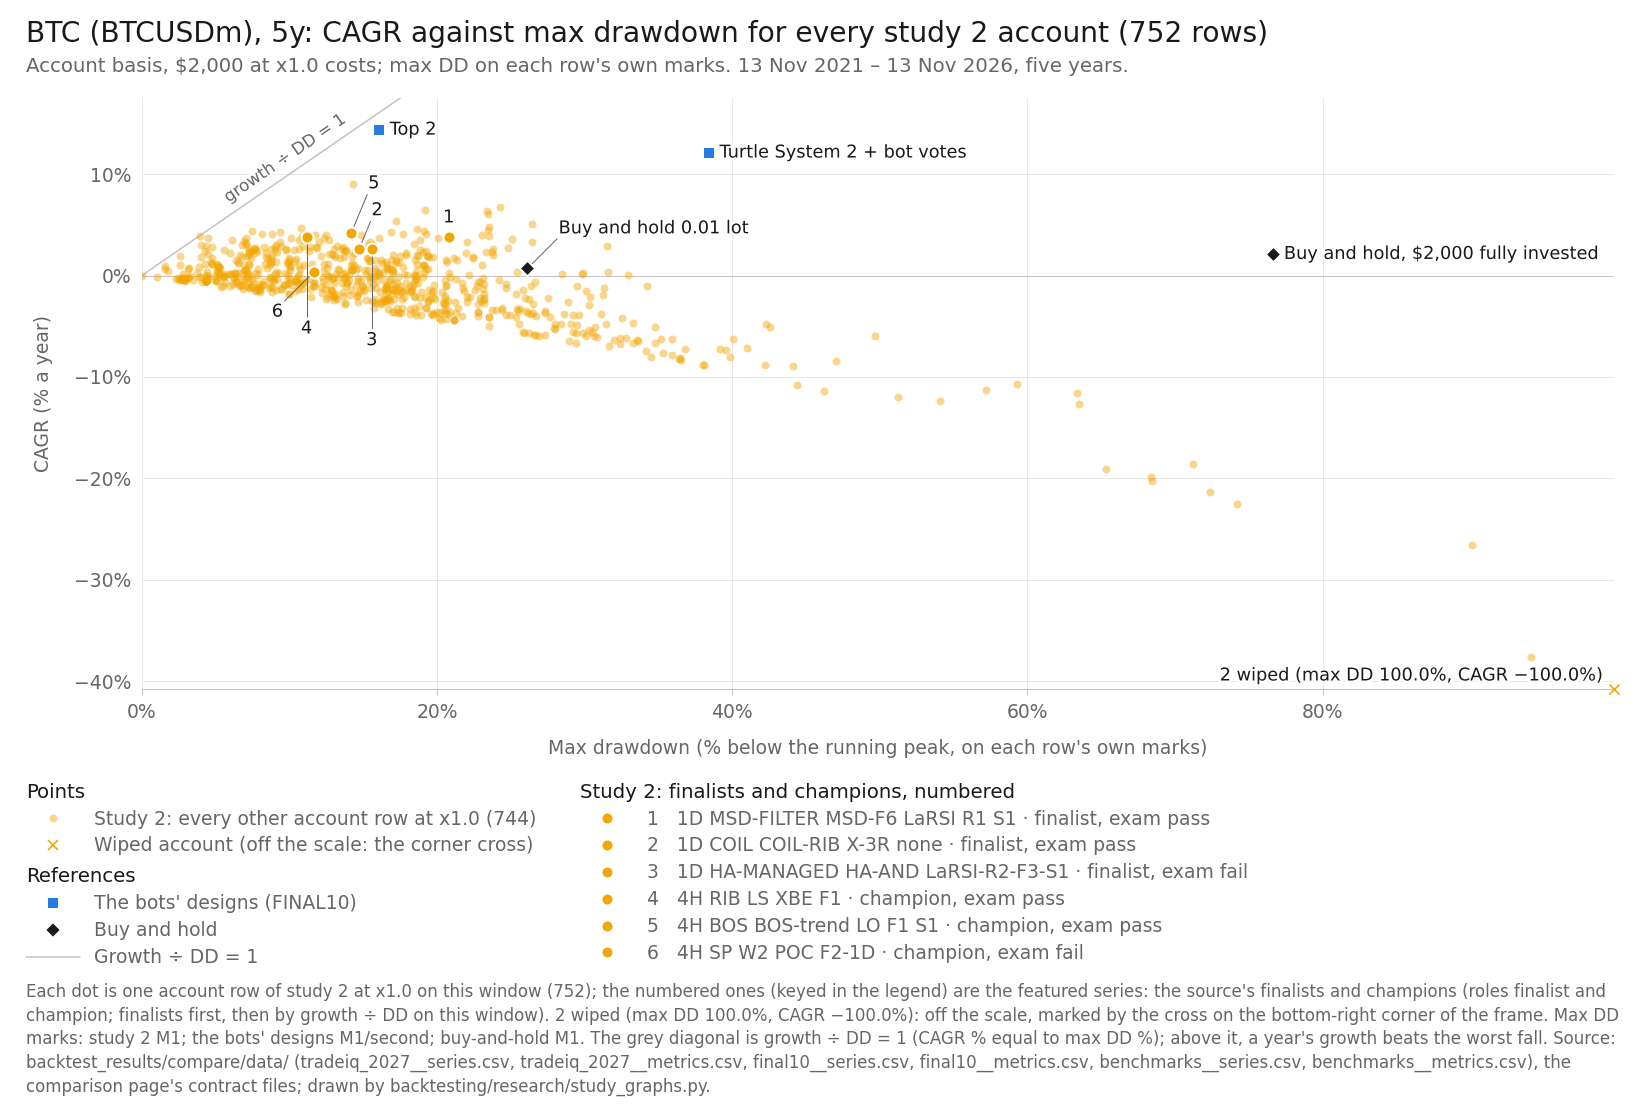 BTC (BTCUSDm), 5y: CAGR against max drawdown for every study 2 account (752 rows)
Account basis, $2,000 at x1.0 costs; max DD on each row's own marks. 13 Nov 2021 – 13 Nov 2026, five years.
growth ÷ DD = 1
Top 2
Turtle System 2 + bot votes
10%
5
2
1
Buy and hold 0.01 lot
Buy and hold, $2,000 fully invested
0%
6
4
3
CAGR (% a year)
−10%
−20%
−30%
2 wiped (max DD 100.0%, CAGR −100.0%)
−40%
0%
20%
40%
60%
80%
Max drawdown (% below the running peak, on each row's own marks)
Points
Study 2: every other account row at x1.0 (744)
Wiped account (off the scale: the corner cross)
References
The bots' designs (FINAL10)
Buy and hold
Growth ÷ DD = 1
Study 2: finalists and champions, numbered
1 1D MSD-FILTER MSD-F6 LaRSI R1 S1 · finalist, exam pass
2 1D COIL COIL-RIB X-3R none · finalist, exam pass
3 1D HA-MANAGED HA-AND LaRSI-R2-F3-S1 · finalist, exam fail
4 4H RIB LS XBE F1 · champion, exam pass
5 4H BOS BOS-trend LO F1 S1 · champion, exam pass
6 4H SP W2 POC F2-1D · champion, exam fail
Each dot is one account row of study 2 at x1.0 on this window (752); the numbered ones (keyed in the legend) are the featured series: the source's finalists and champions (roles finalist and
champion; finalists first, then by growth ÷ DD on this window). 2 wiped (max DD 100.0%, CAGR −100.0%): off the scale, marked by the cross on the bottom-right corner of the frame. Max DD
marks: study 2 M1; the bots' designs M1/second; buy-and-hold M1. The grey diagonal is growth ÷ DD = 1 (CAGR % equal to max DD %); above it, a year's growth beats the worst fall. Source:
backtest_results/compare/data/ (tradeiq_2027__series.csv, tradeiq_2027__metrics.csv, final10__series.csv, final10__metrics.csv, benchmarks__series.csv, benchmarks__metrics.csv), the
comparison page's contract files; drawn by backtesting/research/study_graphs.py.